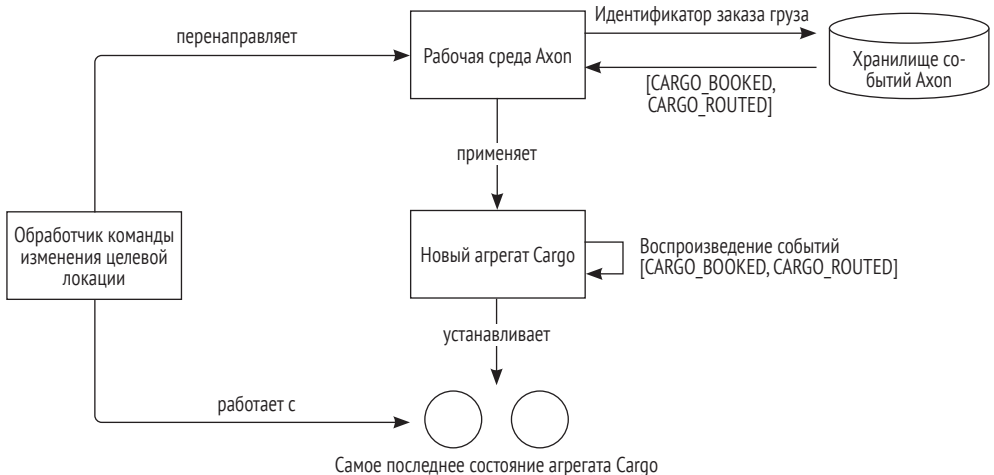 Идентификатор заказа груза
перенаправляет
Рабочая среда Axon
Хранилище со-
бытий Axon
[CARGO_BOOKED,
CARGO_ROUTED]
применяет
Обработчик команды
изменения целевой
локации
Новый агрегат Cargo
Воспроизведение событий
[CARGO_BOOKED, CARGO_ROUTED]
устанавливает
работает с
Самое последнее состояние агрегата Cargo